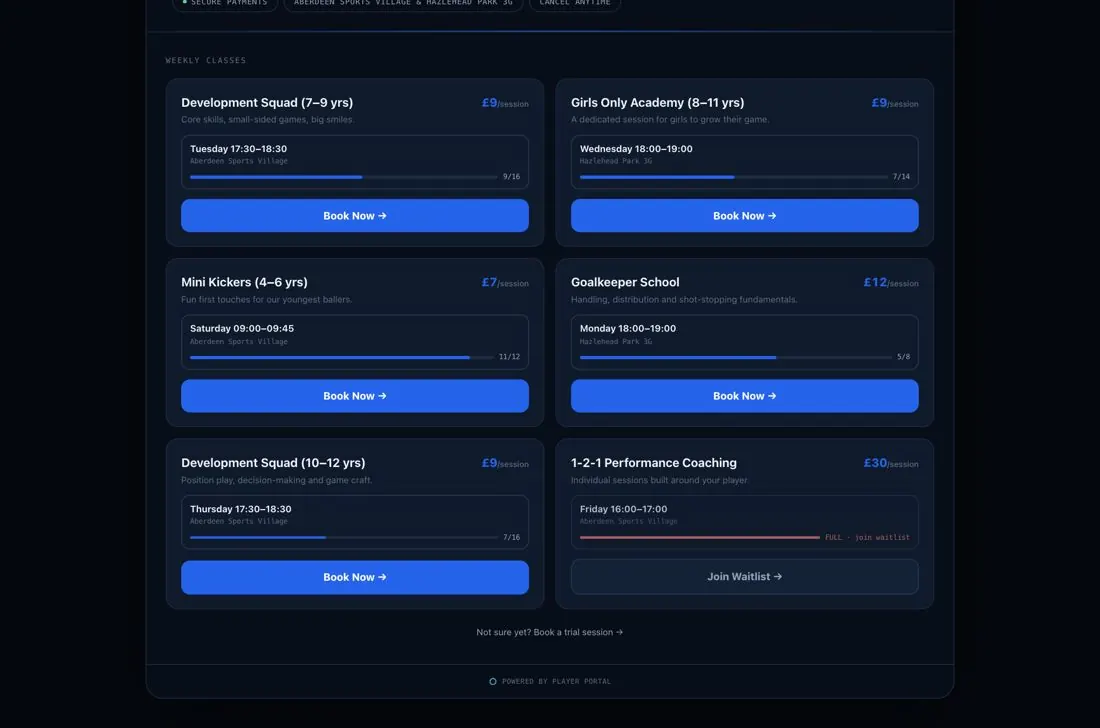 SECURE PAYMENTS
ABERDEEN SPORTS VILLAGE & HAZLEHEAD PARK 3G
CANCEL ANYTIME
WEEKLY CLASSES
Development Squad (7–9 yrs)
£9/session
Core skills, small-sided games, big smiles.
Tuesday 17:30–18:30
Aberdeen Sports Village
9/16
Book Now →
Girls Only Academy (8–11 yrs)
£9/session
A dedicated session for girls to grow their game.
Wednesday 18:00–19:00
Hazlehead Park 3G
7/14
Book Now →
Mini Kickers (4–6 yrs)
£7/session
Fun first touches for our youngest ballers.
Saturday 09:00–09:45
Aberdeen Sports Village
11/12
Book Now →
Goalkeeper School
£12/session
Handling, distribution and shot-stopping fundamentals.
Monday 18:00–19:00
Hazlehead Park 3G
5/8
Book Now →
Development Squad (10–12 yrs)
£9/session
Position play, decision-making and game craft.
Thursday 17:30–18:30
Aberdeen Sports Village
7/16
Book Now →
1-2-1 Performance Coaching
£30/session
Individual sessions built around your player.
Friday 16:00–17:00
Aberdeen Sports Village
FULL · join waitlist
Join Waitlist →
Not sure yet? Book a trial session →
POWERED BY PLAYER PORTAL